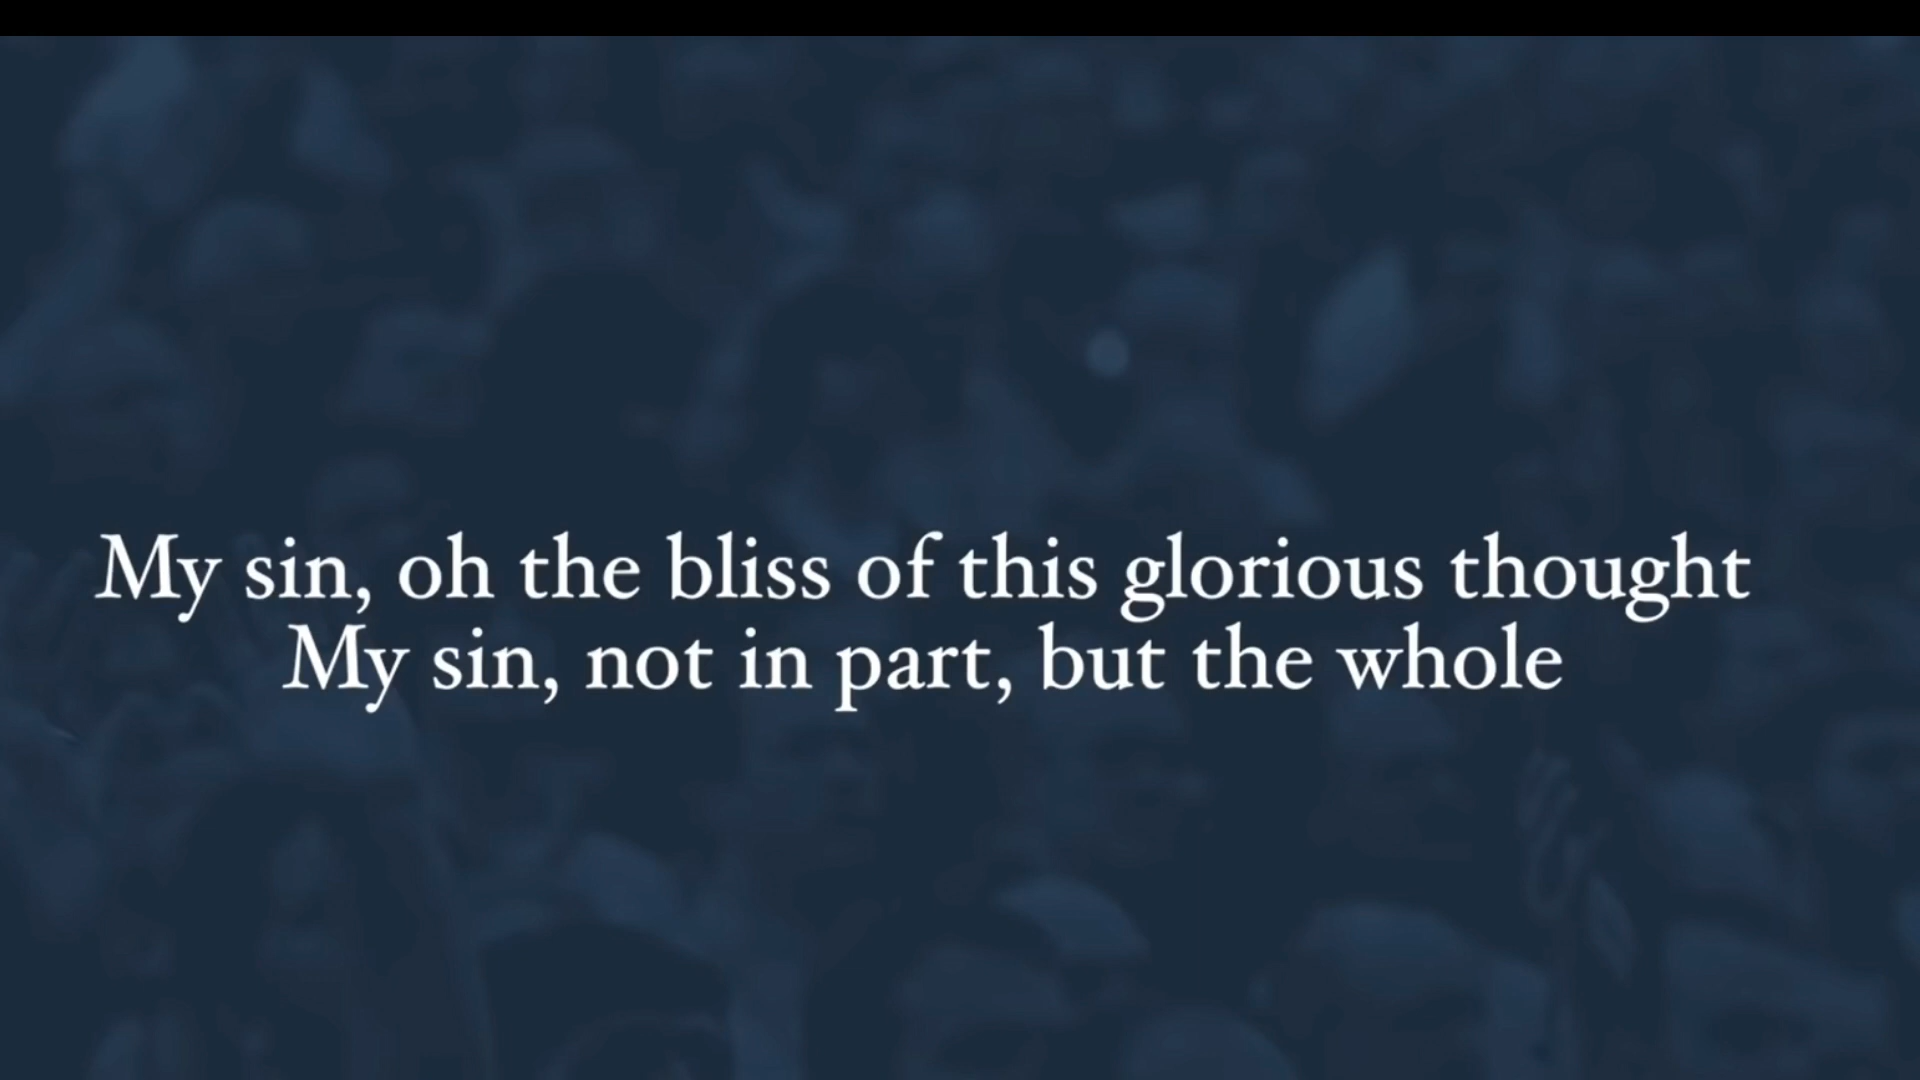 My sin, oh the bliss of this glorious thought
My sin, not in part, but the whole